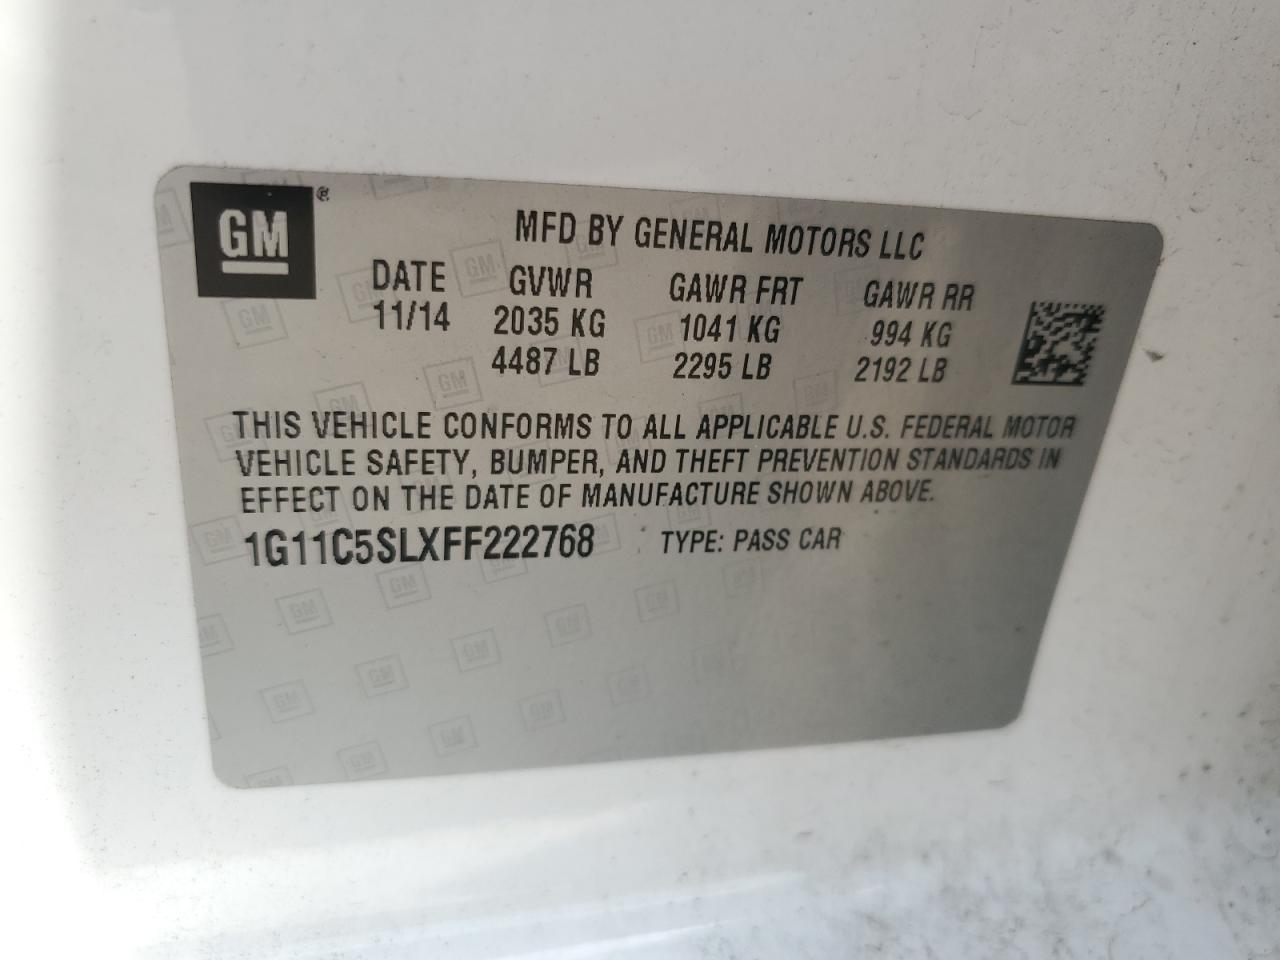 GM®
MFD BY GENERAL MOTORS LLC
DATE GVWR GAWR FRT GAWR RR
11/14 2035 KG 1041 KG 994 KG
4487 LB 2295 LB 2192 LB
THIS VEHICLE CONFORMS TO ALL APPLICABLE U.S. FEDERAL MOTOR
VEHICLE SAFETY, BUMPER, AND THEFT PREVENTION STANDARDS IN
EFFECT ON THE DATE OF MANUFACTURE SHOWN ABOVE.
1G11C5SLXFF222768 TYPE: PASS CAR